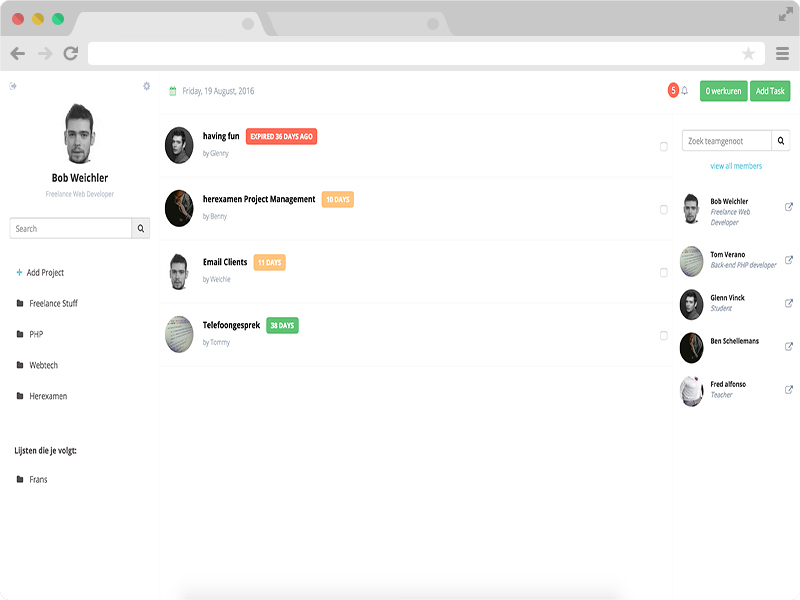 Friday, 19 August, 2016
5
0 werkuren
Add Task
Bob Weichler
Freelance Web Developer
Search
+ Add Project
Freelance Stuff
PHP
Webtech
Herexamen
Lijsten die je volgt:
Frans
having fun EXPIRED 36 DAYS AGO
by Glenny
herexamen Project Management 10 DAYS
by Benny
Email Clients 11 DAYS
by Weichie
Telefoongesprek 38 DAYS
by Tommy
Zoek teamgenoot
view all members
Bob Weichler
Freelance Web
Developer
Tom Verano
Back-end PHP developer
Glenn Vinck
Student
Ben Schellemans
Fred alfonso
Teacher